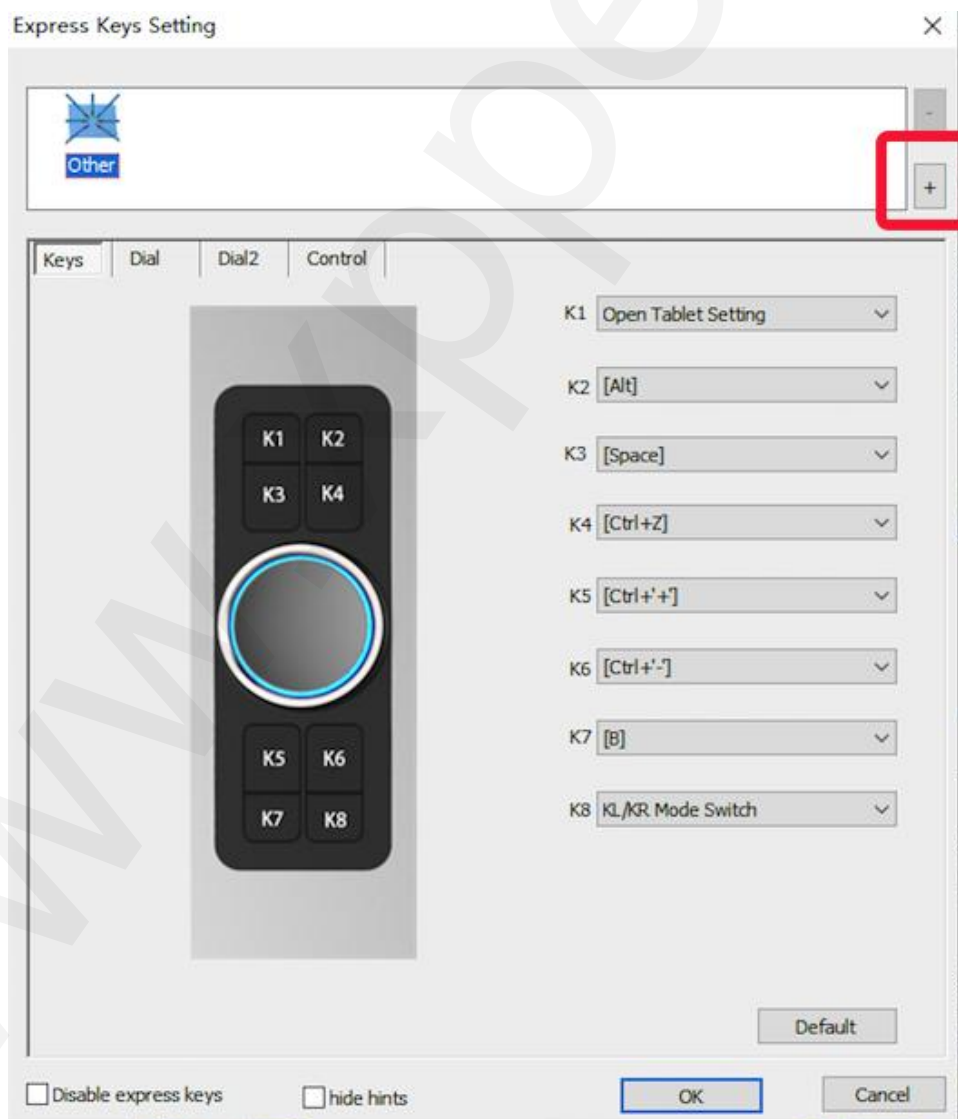 Express Keys Setting
Other
-
+
Keys Dial Dial2 Control
K1 Open Tablet Setting
K2 [Alt]
K3 [Space]
K4 [Ctrl+Z]
K5 [Ctrl+'+']
K6 [Ctrl+'-']
K7 [B]
K8 KL/KR Mode Switch
K1 K2
K3 K4
K5 K6
K7 K8
Default
Disable express keys hide hints OK Cancel
www.xppe